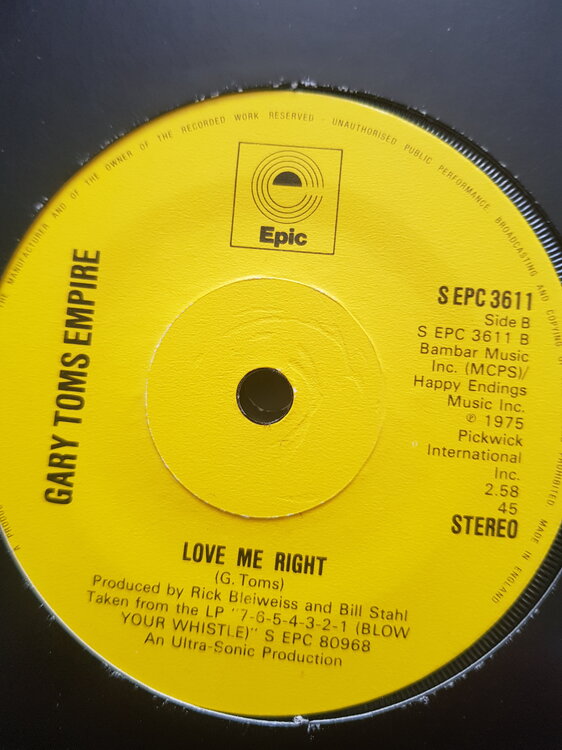 THE MANUFACTURER AND OF THE OWNER OF THE RECORDED WORK RESERVED · UNAUTHORISED PUBLIC PERFORMANCE, BROADCASTING AND COPYING OF
PROHIBITED. MADE IN ENGLAND
Epic
GARY TOMS EMPIRE
S EPC 3611
Side B
S EPC 3611 B
Bambar Music
Inc. (MCPS)/
Happy Endings
Music Inc.
℗ 1975
Pickwick
International
Inc.
2.58
45
STEREO
LOVE ME RIGHT
(G. Toms)
Produced by Rick Bleiweiss and Bill Stahl
Taken from the LP "7-6-5-4-3-2-1 (BLOW
YOUR WHISTLE)" S EPC 80968
An Ultra-Sonic Production